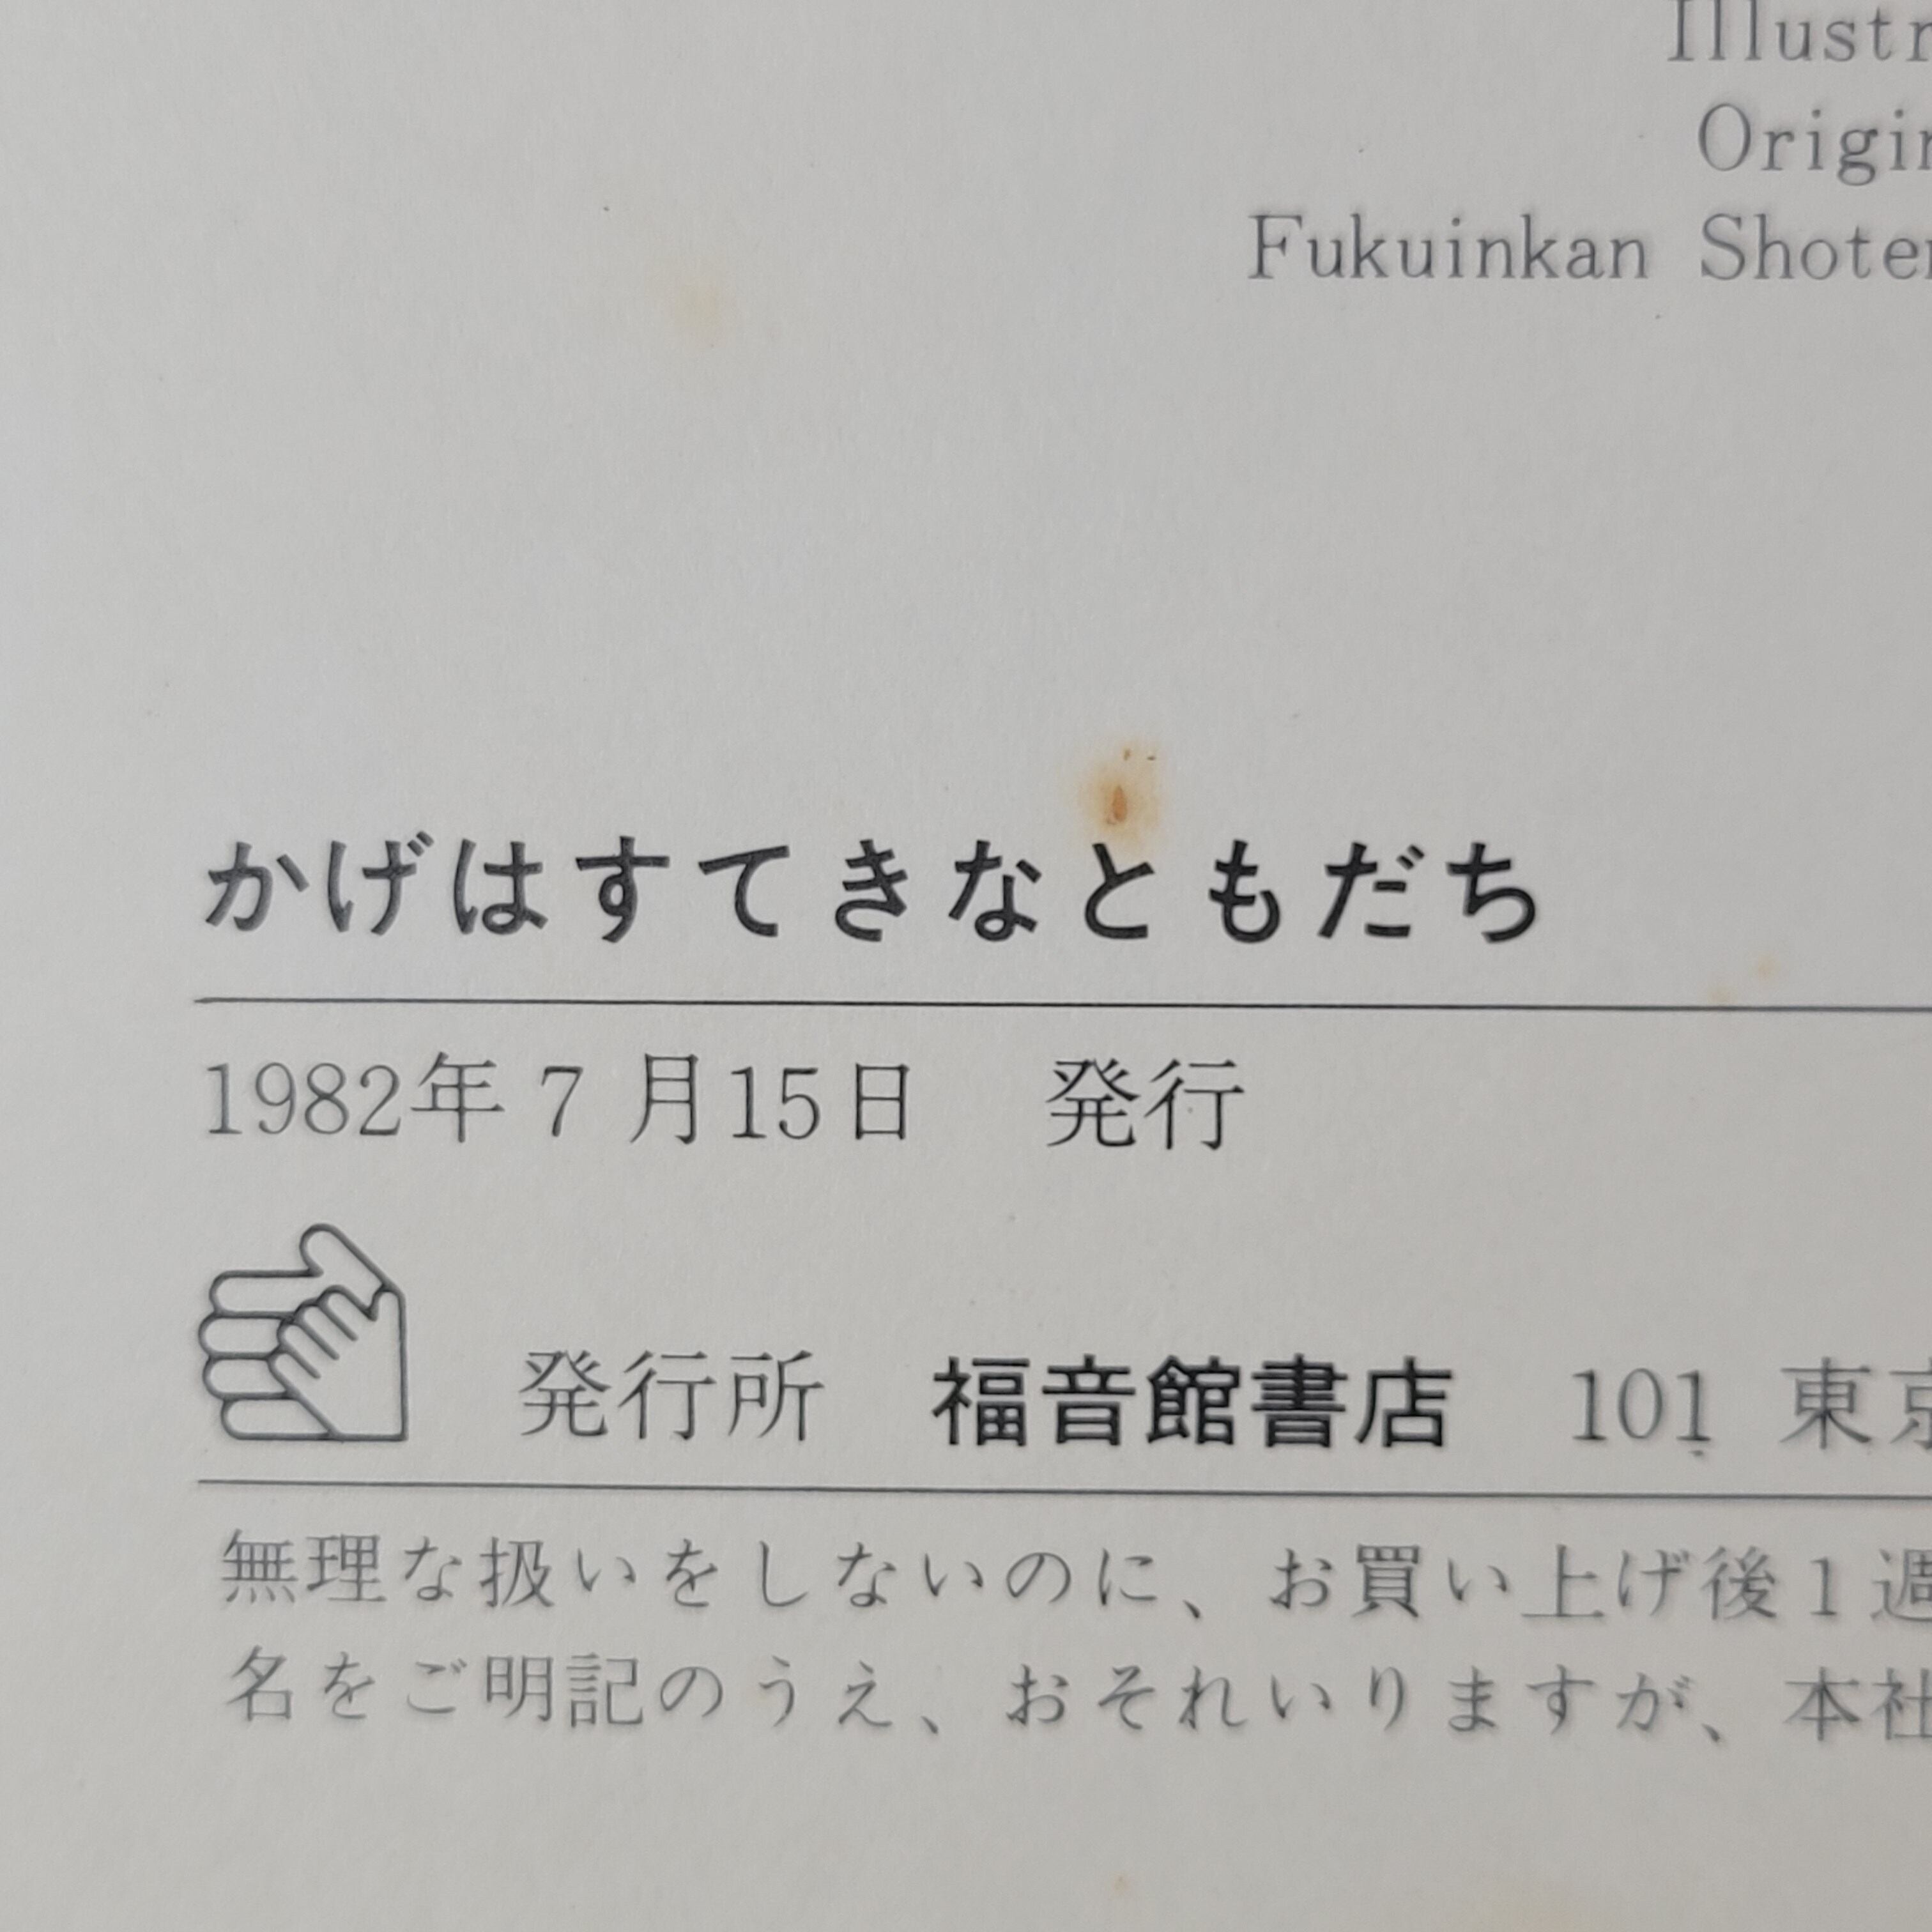 Illustr
Origin
Fukuinkan Shoten
かげはすてきなともだち
1982年7月15日 発行
発行所 福音館書店 101 東京
無理な扱いをしないのに、お買い上げ後1週
名をご明記のうえ、おそれいりますが、本社